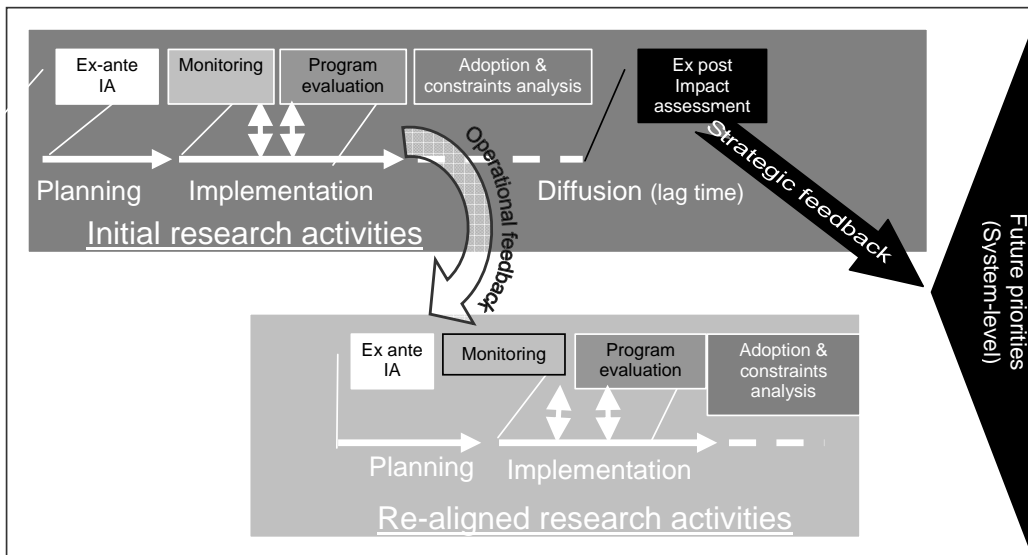 Ex-ante
IA
Monitoring
Program
evaluation
Adoption &
constraints analysis
Ex post
Impact
assessment
Planning
Implementation
Diffusion (lag time)
Initial research activities
Operational feedback
Strategic feedback
Future priorities
(System-level)
Ex ante
IA
Monitoring
Program
evaluation
Adoption &
constraints
analysis
Planning
Implementation
Re-aligned research activities